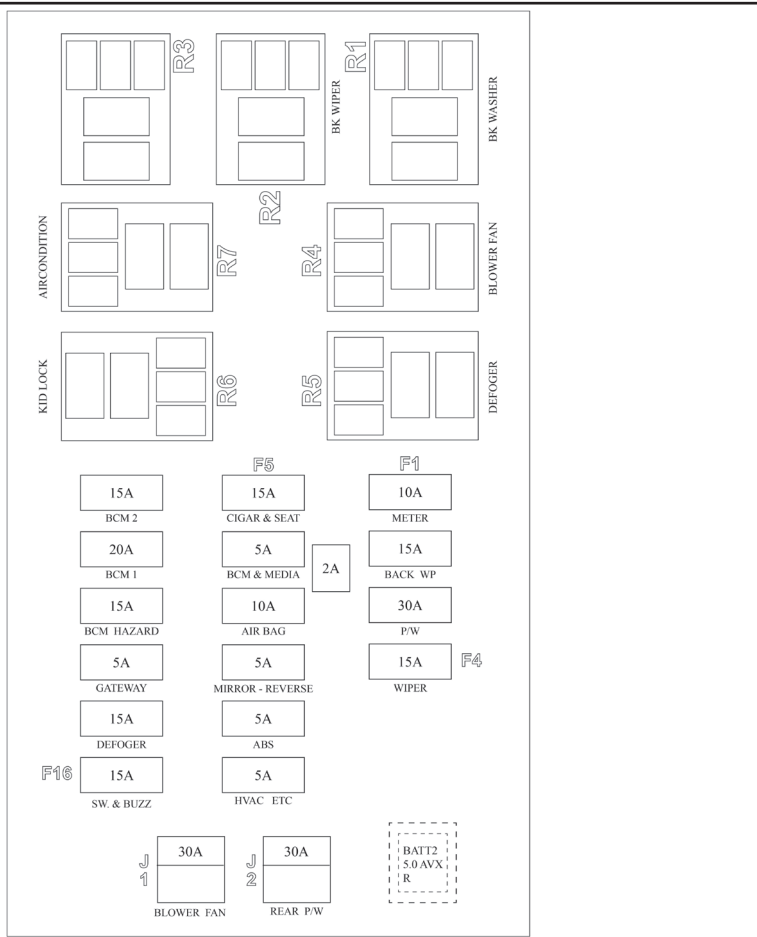 R3
R1
BK WIPER
BK WASHER
R2
AIRCONDITION
R7
R4
BLOWER FAN
KID LOCK
R6
R5
DEFOGER
F5
F1
15A
15A
10A
BCM 2
CIGAR & SEAT
METER
20A
5A
2A
15A
BCM 1
BCM & MEDIA
BACK WP
15A
10A
30A
BCM HAZARD
AIR BAG
P/W
5A
5A
15A
F4
GATEWAY
MIRROR - REVERSE
WIPER
15A
5A
DEFOGER
ABS
F16
15A
5A
SW. & BUZZ
HVAC ETC
J
1
30A
BLOWER FAN
J
2
30A
REAR P/W
BATT2
5.0 AVX
R